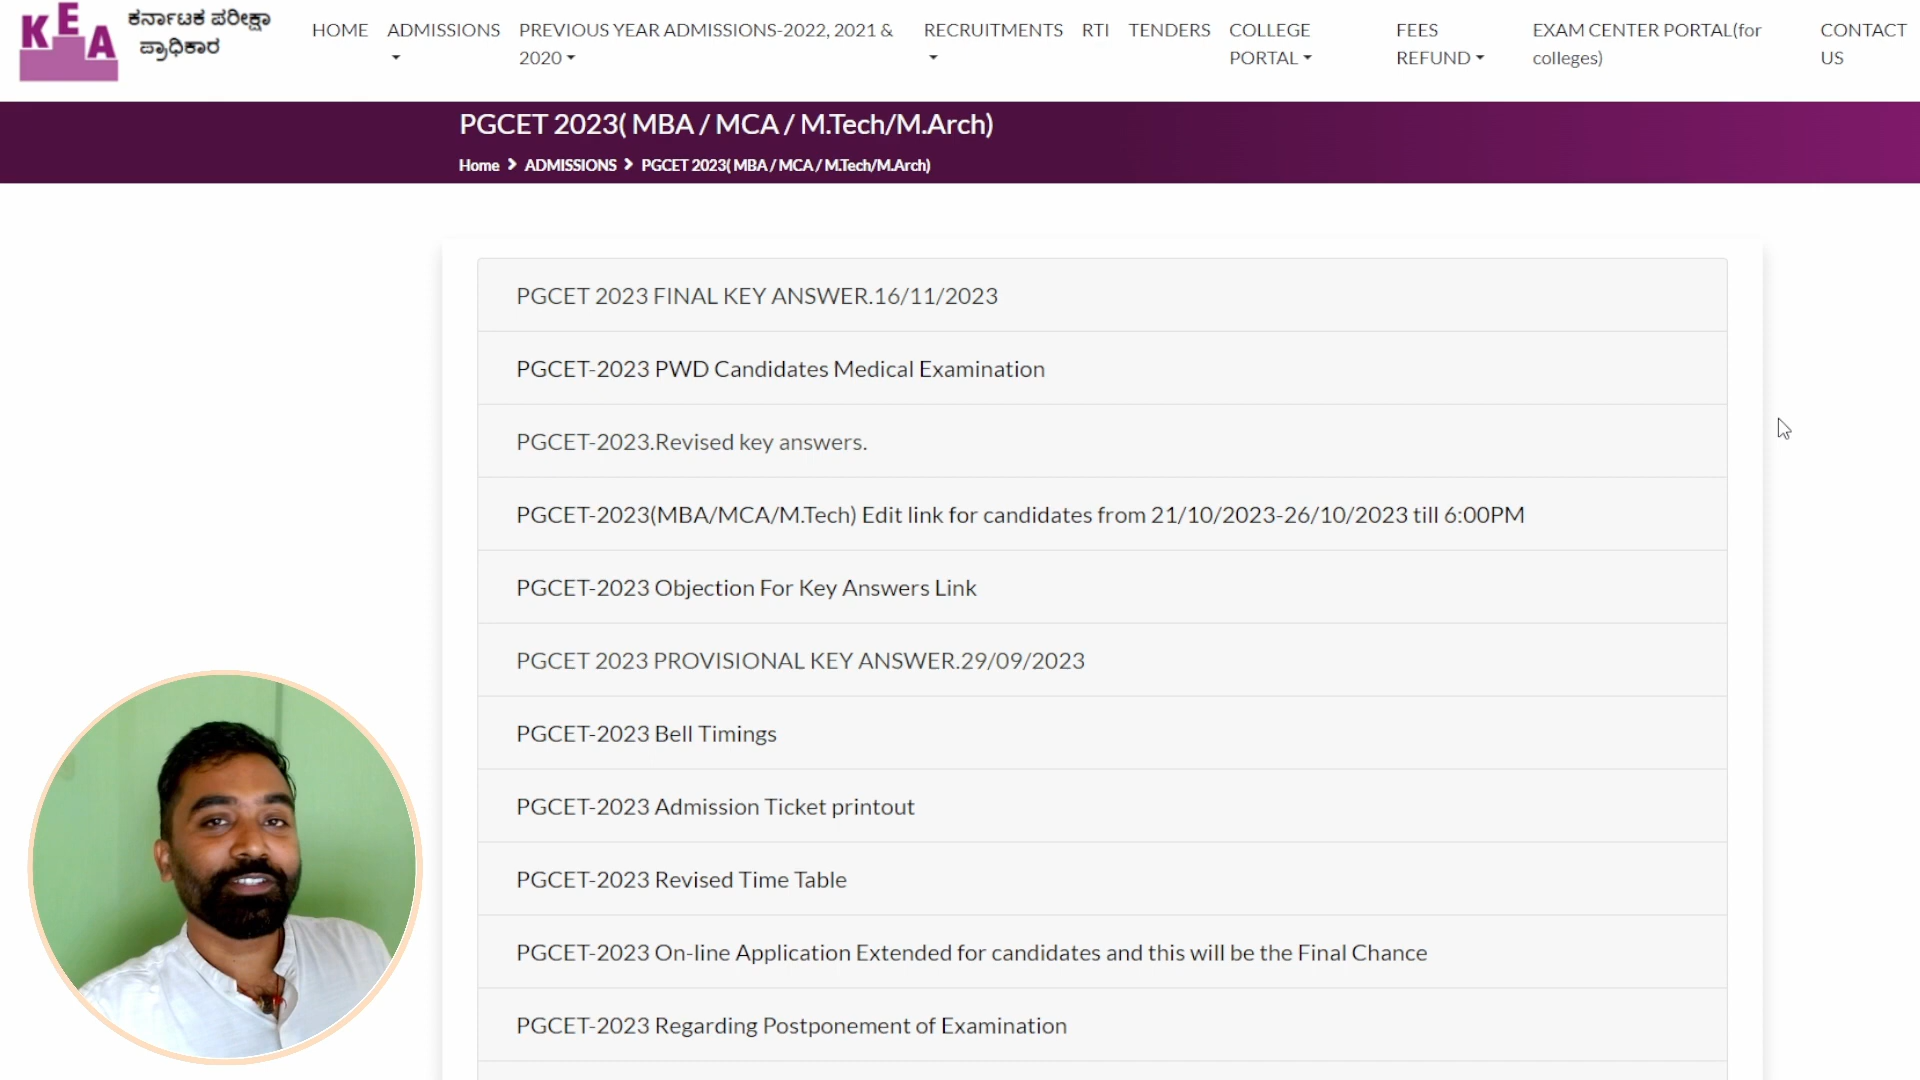 KEA
ಕರ್ನಾಟಕ ಪರೀಕ್ಷಾ
ಪ್ರಾಧಿಕಾರ
HOME
ADMISSIONS
PREVIOUS YEAR ADMISSIONS-2022, 2021 &
2020
RECRUITMENTS
RTI
TENDERS
COLLEGE
PORTAL
FEES
REFUND
EXAM CENTER PORTAL(for
colleges)
CONTACT
US
PGCET 2023( MBA / MCA / M.Tech/M.Arch)
Home > ADMISSIONS > PGCET 2023( MBA / MCA / M.Tech/M.Arch)
PGCET 2023 FINAL KEY ANSWER.16/11/2023
PGCET-2023 PWD Candidates Medical Examination
PGCET-2023.Revised key answers.
PGCET-2023(MBA/MCA/M.Tech) Edit link for candidates from 21/10/2023-26/10/2023 till 6:00PM
PGCET-2023 Objection For Key Answers Link
PGCET 2023 PROVISIONAL KEY ANSWER.29/09/2023
PGCET-2023 Bell Timings
PGCET-2023 Admission Ticket printout
PGCET-2023 Revised Time Table
PGCET-2023 On-line Application Extended for candidates and this will be the Final Chance
PGCET-2023 Regarding Postponement of Examination